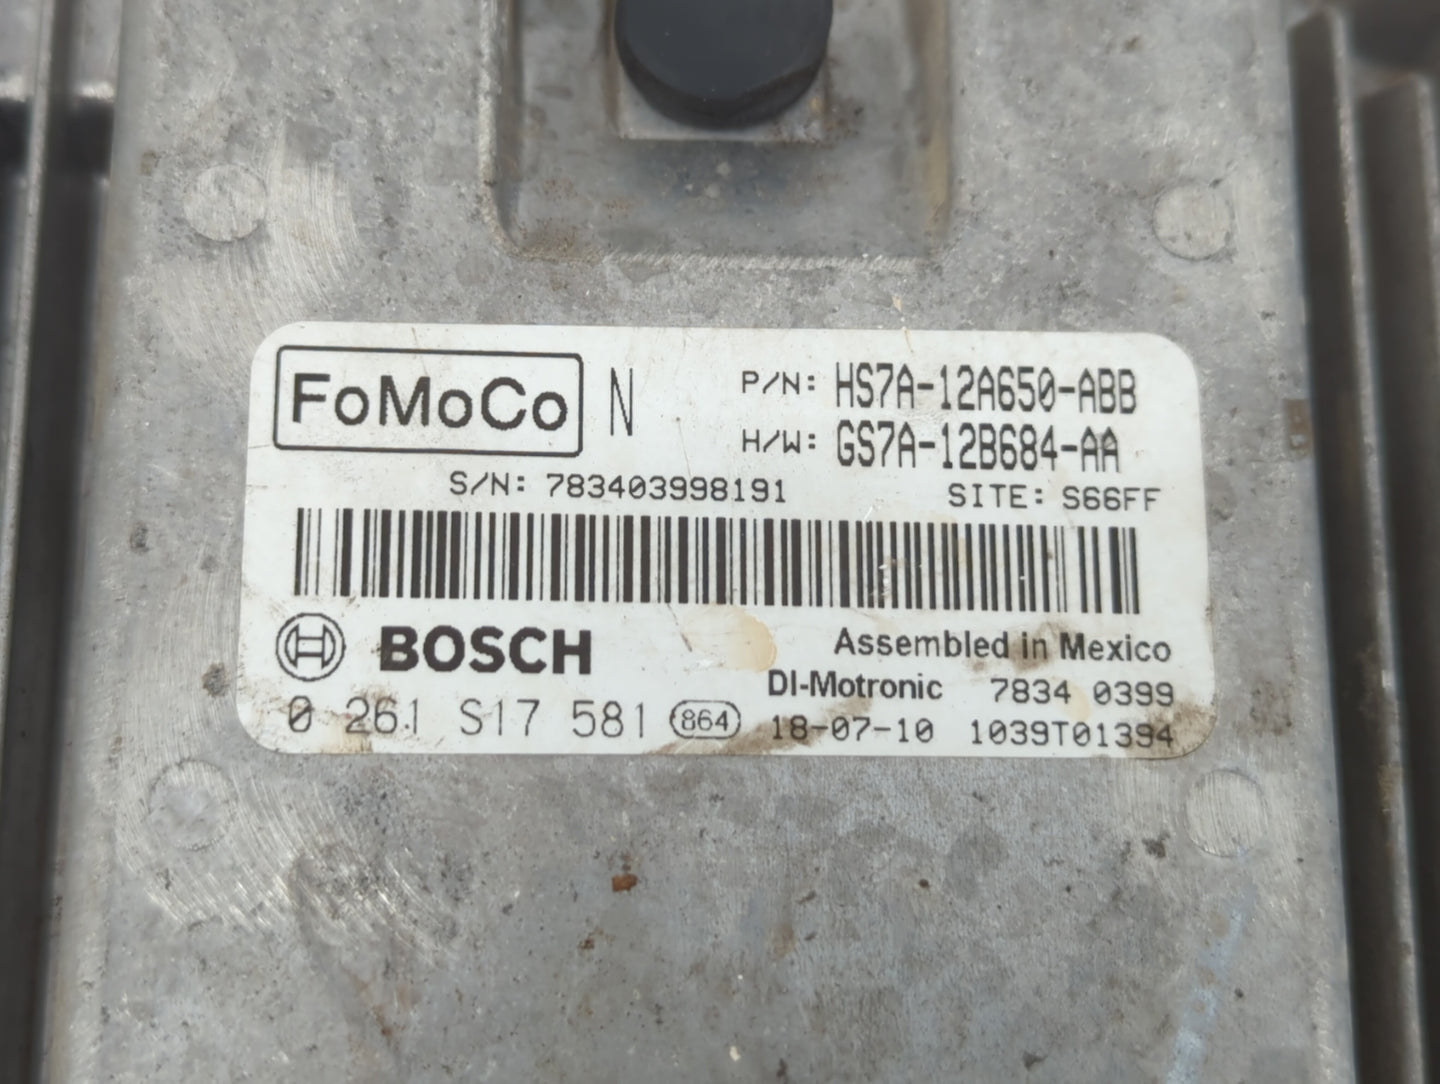 FoMoCo N P/N: HS7A-12A650-ABB
H/W: GS7A-12B684-AA
S/N: 783403998191 SITE: S66FF
BOSCH Assembled in Mexico
DI-Motronic 7834 0399
0 261 S17 581 864 18-07-10 1039T01394